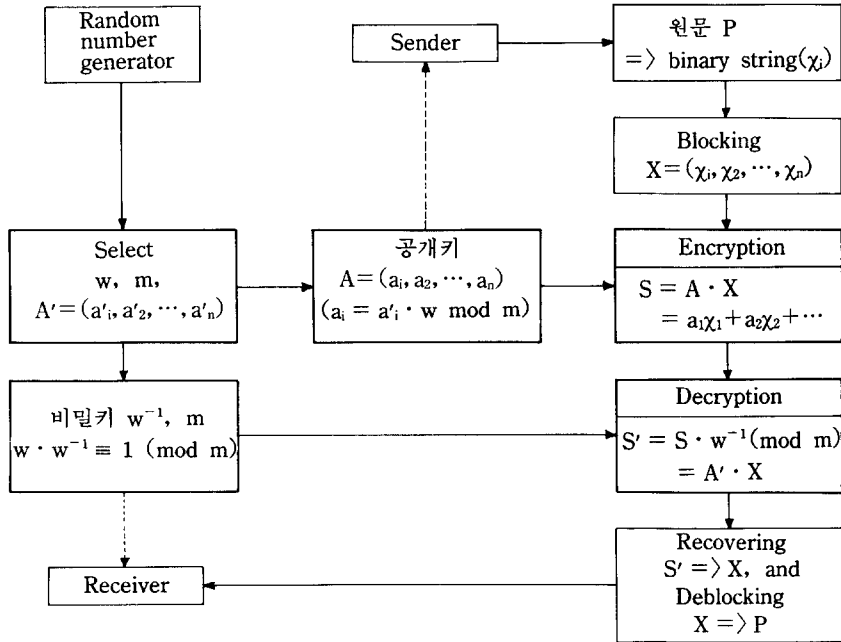 Random
number
generator
Sender
원문 P
=> binary string(χᵢ)
Blocking
X=(χᵢ, χ₂, ⋯, χₙ)
Select
w, m,
A′=(a′ᵢ, a′₂, ⋯, a′ₙ)
공개키
A=(aᵢ, a₂, ⋯, aₙ)
(aᵢ = a′ᵢ · w mod m)
Encryption
S = A · X
= a₁χ₁+a₂χ₂+⋯
비밀키 w⁻¹, m
w · w⁻¹ ≡ 1 (mod m)
Decryption
S′ = S · w⁻¹(mod m)
= A′ · X
Receiver
Recovering
S′ => X, and
Deblocking
X => P